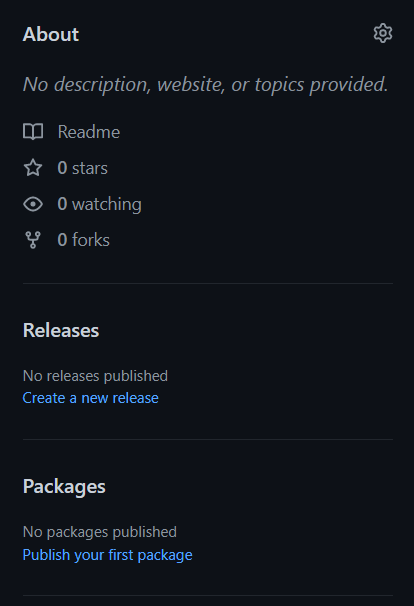 About
No description, website, or topics provided.
Readme
0 stars
0 watching
0 forks
Releases
No releases published
Create a new release
Packages
No packages published
Publish your first package